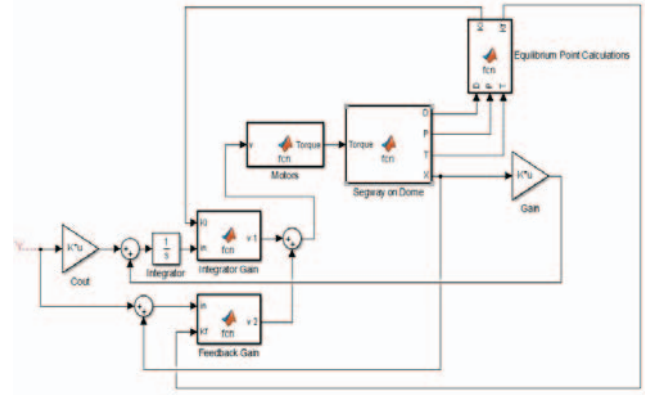 fcn
Equilibrium Point Calculations
D P T
v fcn Torque
Motors
Torque fcn
O
P
T
X
Segway on Dome
K*u
Gain
K*u
Cout
1
s
Integrator
Ki
in
fcn
v 1
Integrator Gain
in
Kf
fcn
v 2
Feedback Gain